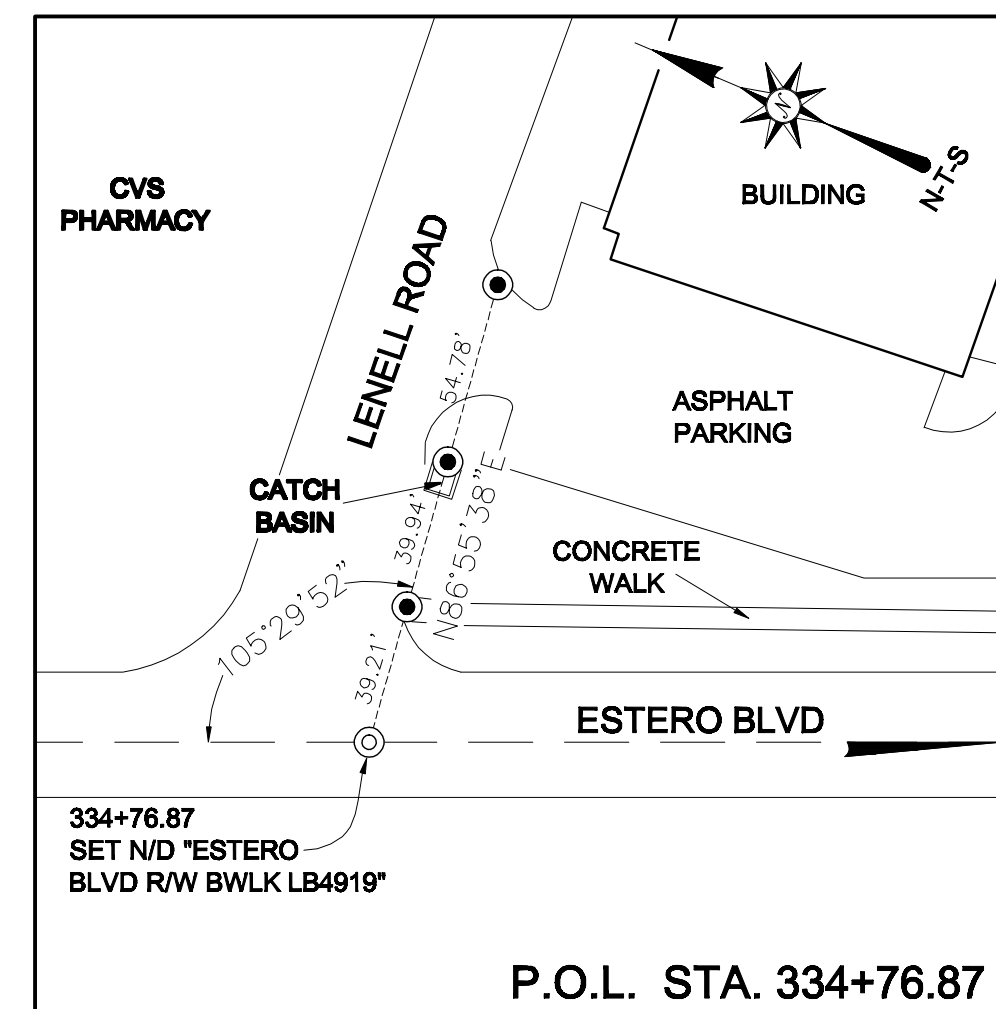 CVS
PHARMACY
N
N-T-S
BUILDING
LENELL ROAD
54.78'
ASPHALT
PARKING
CATCH
BASIN
39.94'
N86°55'38"E
CONCRETE
WALK
105°29'52"
39.21'
ESTERO BLVD
334+76.87
SET N/D "ESTERO
BLVD R/W BWLK LB4919"
P.O.L. STA. 334+76.87